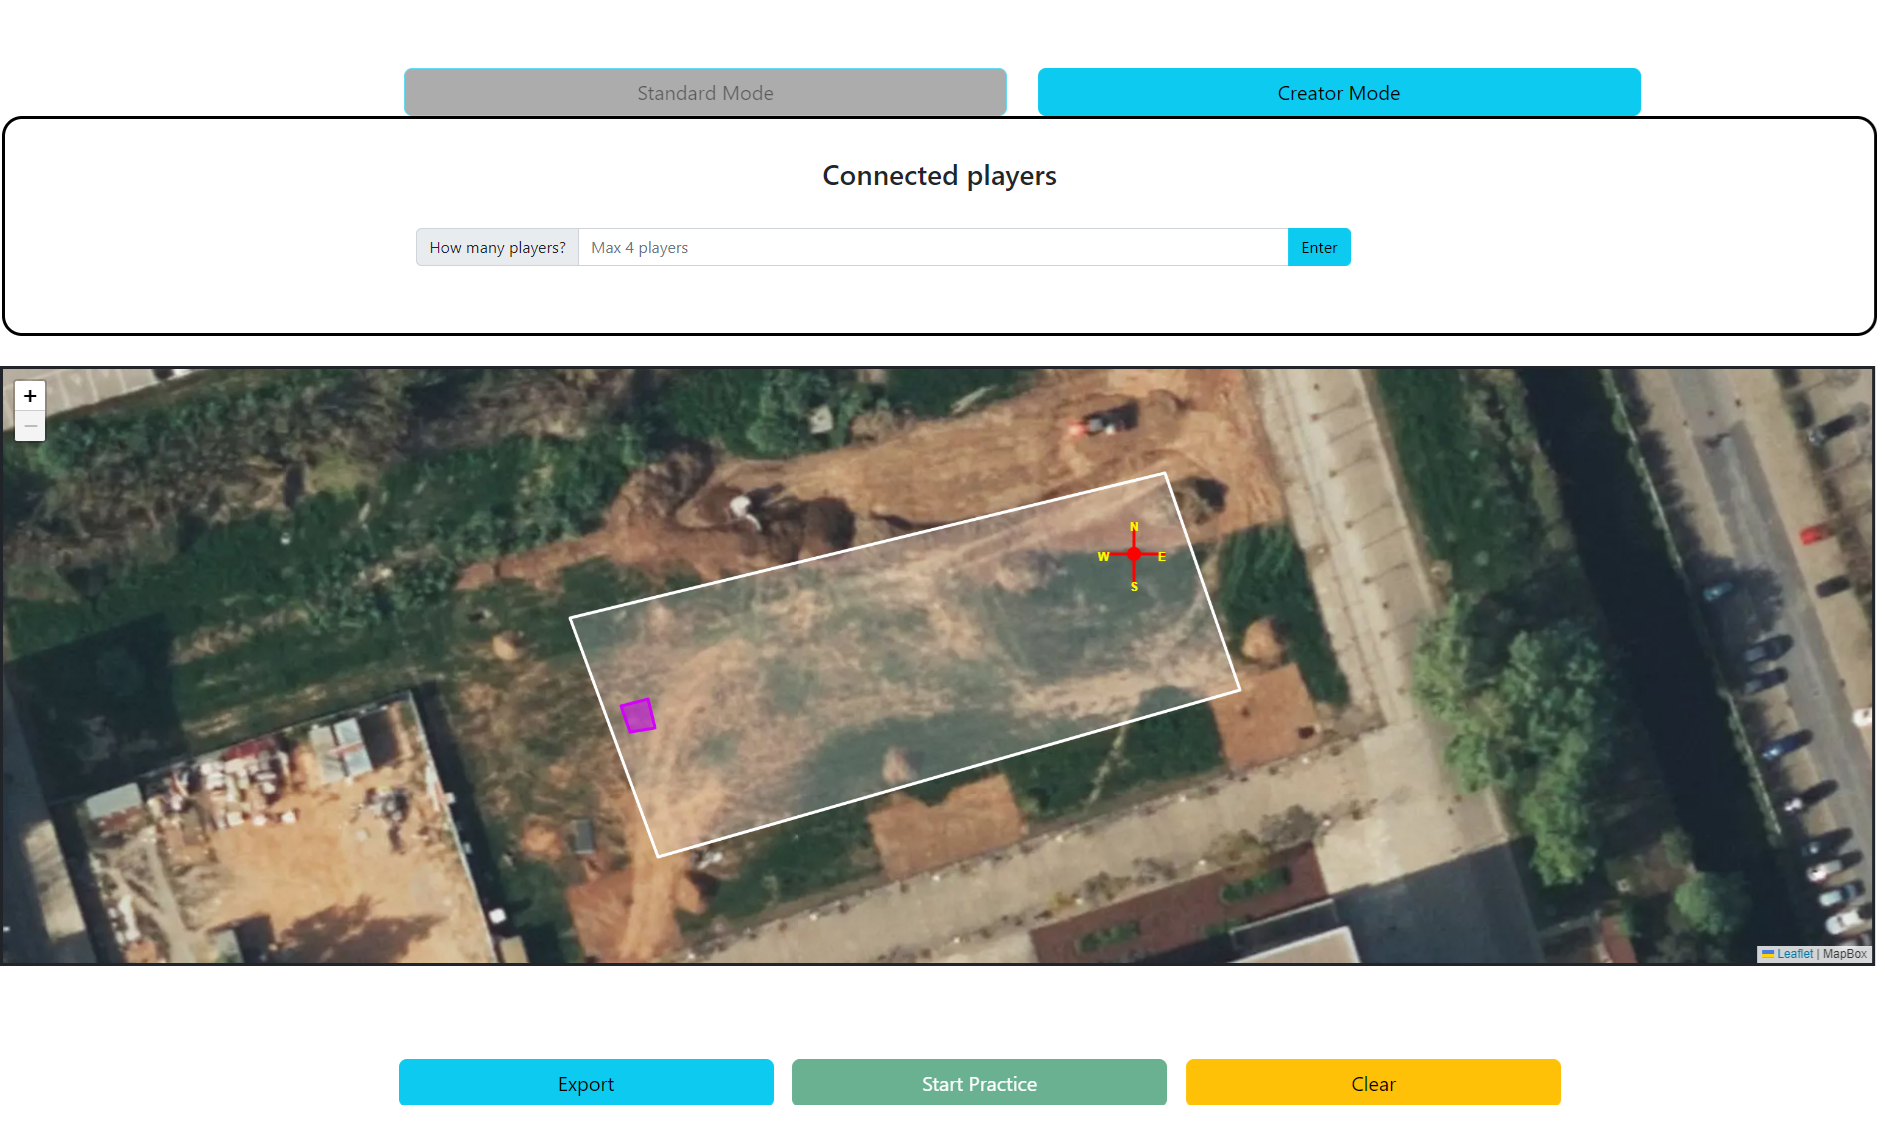 Standard Mode
Creator Mode
Connected players
How many players?
Max 4 players
Enter
+
−
N
W E
S
Leaflet | MapBox
Export
Start Practice
Clear